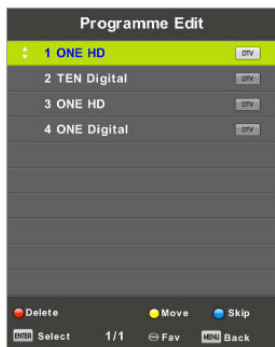 Programme Edit
1 ONE HD DTV
2 TEN Digital DTV
3 ONE HD DTV
4 ONE Digital DTV
Delete Move Skip
ENTER Select 1/1 Fav MENU Back